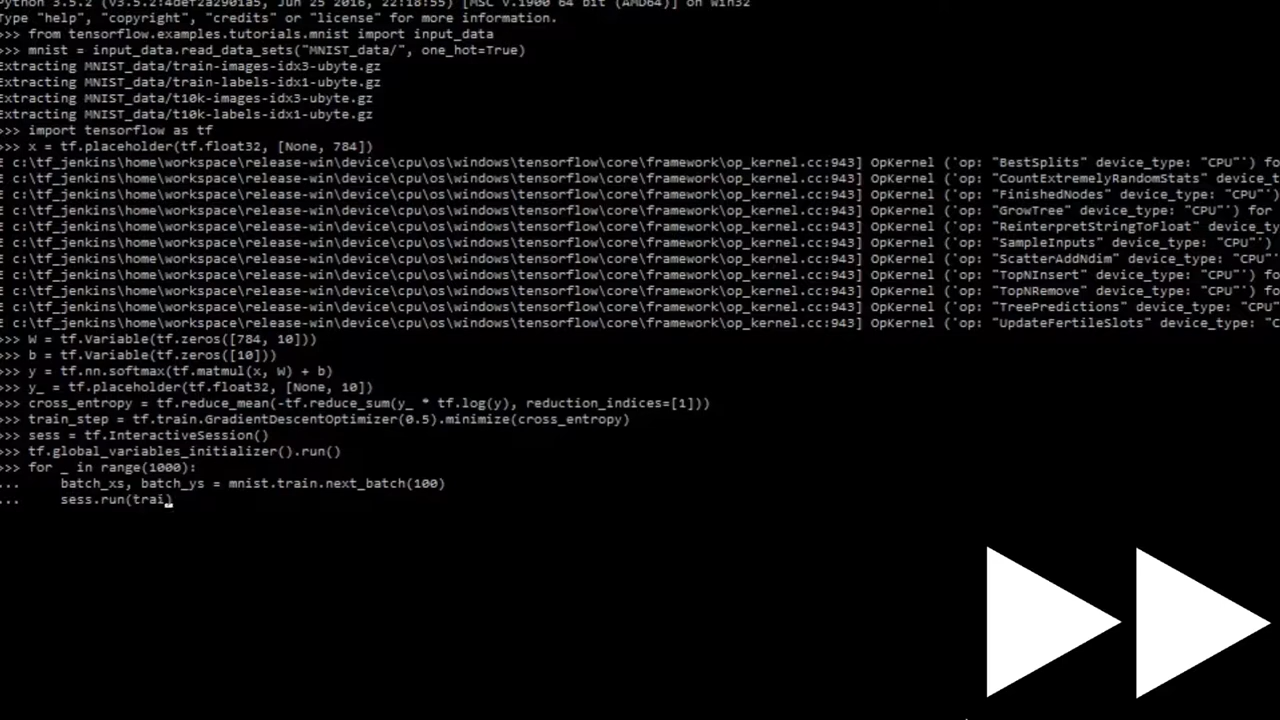 Python 3.5.2 (v3.5.2:4def2a2901a5, Jun 25 2016, 22:18:55) [MSC v.1900 64 bit (AMD64)] on win32
Type "help", "copyright", "credits" or "license" for more information.
>>> from tensorflow.examples.tutorials.mnist import input_data
>>> mnist = input_data.read_data_sets("MNIST_data/", one_hot=True)
Extracting MNIST_data/train-images-idx3-ubyte.gz
Extracting MNIST_data/train-labels-idx1-ubyte.gz
Extracting MNIST_data/t10k-images-idx3-ubyte.gz
Extracting MNIST_data/t10k-labels-idx1-ubyte.gz
>>> import tensorflow as tf
>>> x = tf.placeholder(tf.float32, [None, 784])
E c:\tf_jenkins\home\workspace\release-win\device\cpu\os\windows\tensorflow\core\framework\op_kernel.cc:943] OpKernel ('op: "BestSplits" device_type: "CPU"') fo
E c:\tf_jenkins\home\workspace\release-win\device\cpu\os\windows\tensorflow\core\framework\op_kernel.cc:943] OpKernel ('op: "CountExtremelyRandomStats" device_t
E c:\tf_jenkins\home\workspace\release-win\device\cpu\os\windows\tensorflow\core\framework\op_kernel.cc:943] OpKernel ('op: "FinishedNodes" device_type: "CPU"')
E c:\tf_jenkins\home\workspace\release-win\device\cpu\os\windows\tensorflow\core\framework\op_kernel.cc:943] OpKernel ('op: "GrowTree" device_type: "CPU"') for
E c:\tf_jenkins\home\workspace\release-win\device\cpu\os\windows\tensorflow\core\framework\op_kernel.cc:943] OpKernel ('op: "ReinterpretStringToFloat" device_ty
E c:\tf_jenkins\home\workspace\release-win\device\cpu\os\windows\tensorflow\core\framework\op_kernel.cc:943] OpKernel ('op: "SampleInputs" device_type: "CPU"')
E c:\tf_jenkins\home\workspace\release-win\device\cpu\os\windows\tensorflow\core\framework\op_kernel.cc:943] OpKernel ('op: "ScatterAddNdim" device_type: "CPU"'
E c:\tf_jenkins\home\workspace\release-win\device\cpu\os\windows\tensorflow\core\framework\op_kernel.cc:943] OpKernel ('op: "TopNInsert" device_type: "CPU"') fo
E c:\tf_jenkins\home\workspace\release-win\device\cpu\os\windows\tensorflow\core\framework\op_kernel.cc:943] OpKernel ('op: "TopNRemove" device_type: "CPU"') fo
E c:\tf_jenkins\home\workspace\release-win\device\cpu\os\windows\tensorflow\core\framework\op_kernel.cc:943] OpKernel ('op: "TreePredictions" device_type: "CPU"
E c:\tf_jenkins\home\workspace\release-win\device\cpu\os\windows\tensorflow\core\framework\op_kernel.cc:943] OpKernel ('op: "UpdateFertileSlots" device_type: "C
>>> W = tf.Variable(tf.zeros([784, 10]))
>>> b = tf.Variable(tf.zeros([10]))
>>> y = tf.nn.softmax(tf.matmul(x, W) + b)
>>> y_ = tf.placeholder(tf.float32, [None, 10])
>>> cross_entropy = tf.reduce_mean(-tf.reduce_sum(y_ * tf.log(y), reduction_indices=[1]))
>>> train_step = tf.train.GradientDescentOptimizer(0.5).minimize(cross_entropy)
>>> sess = tf.InteractiveSession()
>>> tf.global_variables_initializer().run()
>>> for _ in range(1000):
...     batch_xs, batch_ys = mnist.train.next_batch(100)
...     sess.run(trai